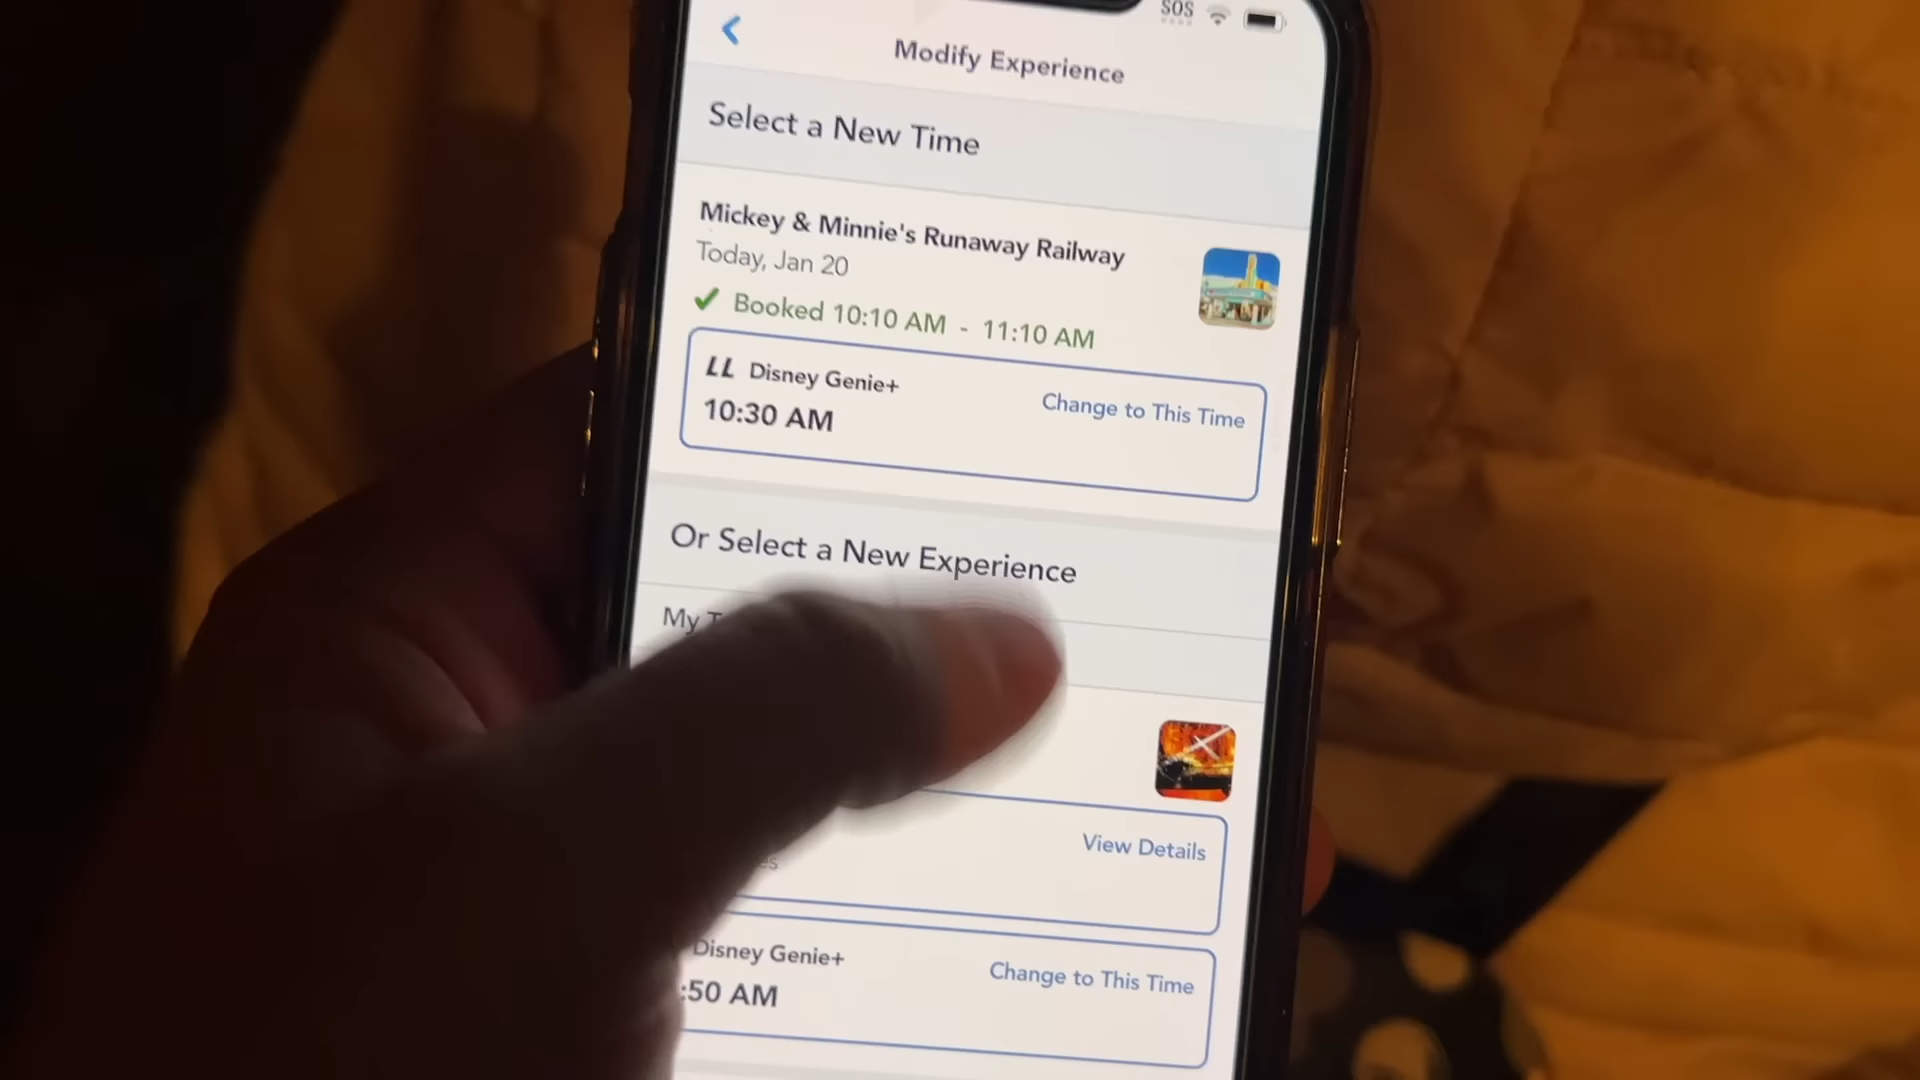 SOS
Modify Experience
Select a New Time
Mickey & Minnie's Runaway Railway
Today, Jan 20
✓ Booked 10:10 AM - 11:10 AM
LL Disney Genie+
Change to This Time
10:30 AM
Or Select a New Experience
My
View Details
Disney Genie+
Change to This Time
:50 AM